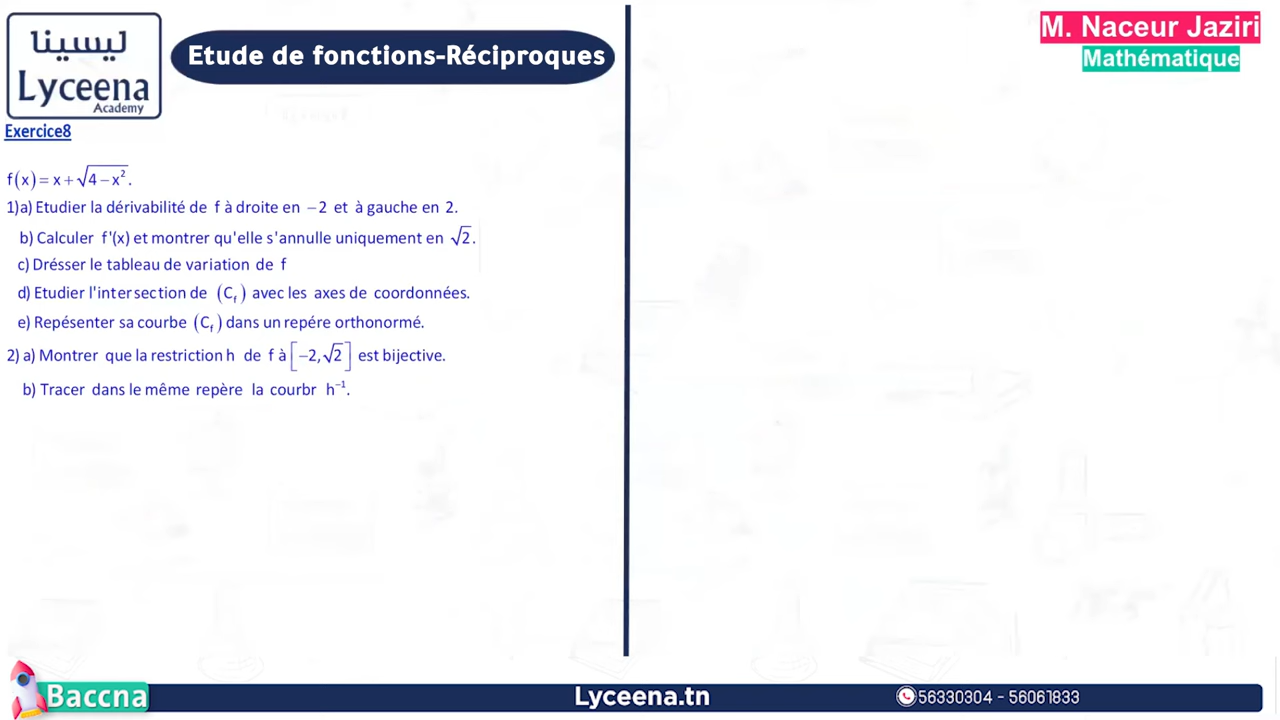 ليسينا
Lyceena
Academy
Etude de fonctions-Réciproques
M. Naceur Jaziri
Mathématique
Exercice8
f(x) = x + √(4 − x²).
1)a) Etudier la dérivabilité de f à droite en −2 et à gauche en 2.
b) Calculer f'(x) et montrer qu'elle s'annulle uniquement en √2.
c) Drésser le tableau de variation de f
d) Etudier l'intersection de (C_f) avec les axes de coordonnées.
e) Repésenter sa courbe (C_f) dans un repére orthonormé.
2) a) Montrer que la restriction h de f à [−2, √2] est bijective.
b) Tracer dans le même repère la courbr h⁻¹.
Baccna
Lyceena.tn
56330304 - 56061833